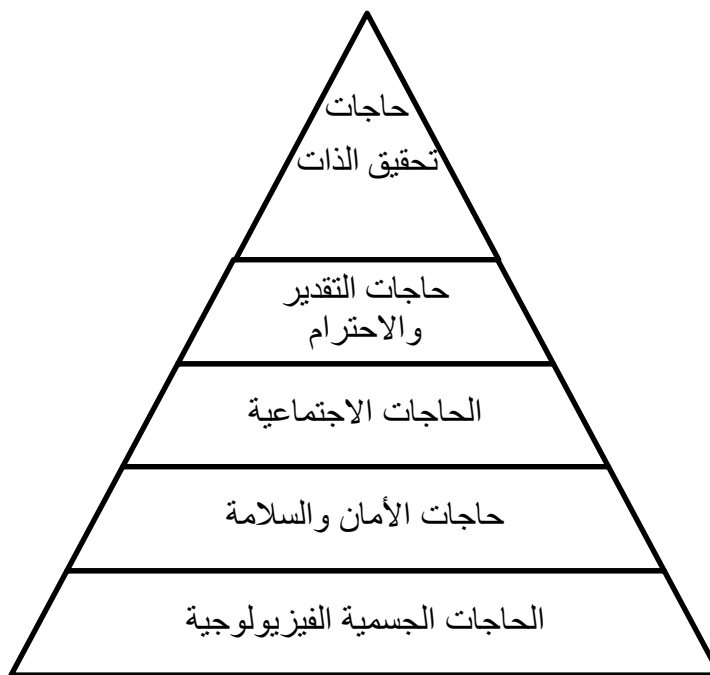 حاجات
تحقيق الذات
حاجات التقدير
والاحترام
الحاجات الاجتماعية
حاجات الأمان والسلامة
الحاجات الجسمية الفيزيولوجية